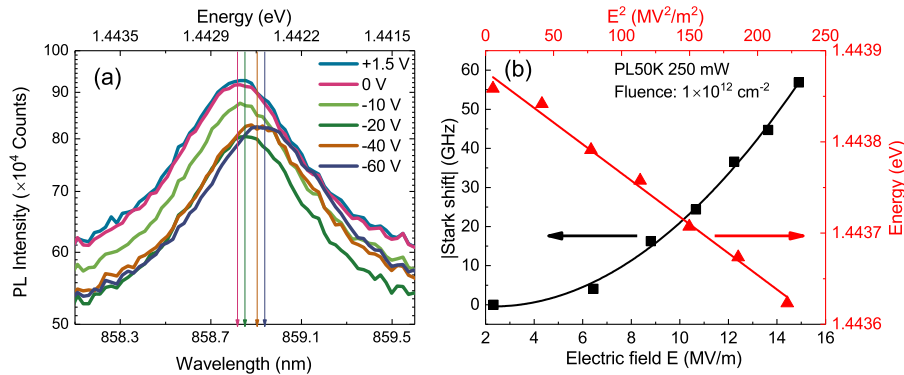 Energy (eV)
1.4435 1.4429 1.4422 1.4415
(a)
+1.5 V
0 V
-10 V
-20 V
-40 V
-60 V
100
90
80
70
60
50
PL Intensity (×10⁴ Counts)
858.3 858.7 859.1 859.5
Wavelength (nm)
E² (MV²/m²)
0 50 100 150 200 250
(b)
PL50K 250 mW
Fluence: 1×10¹² cm⁻²
60
50
40
30
20
10
0
|Stark shift| (GHz)
1.4439
1.4438
1.4437
1.4436
Energy (eV)
2 4 6 8 10 12 14 16
Electric field E (MV/m)